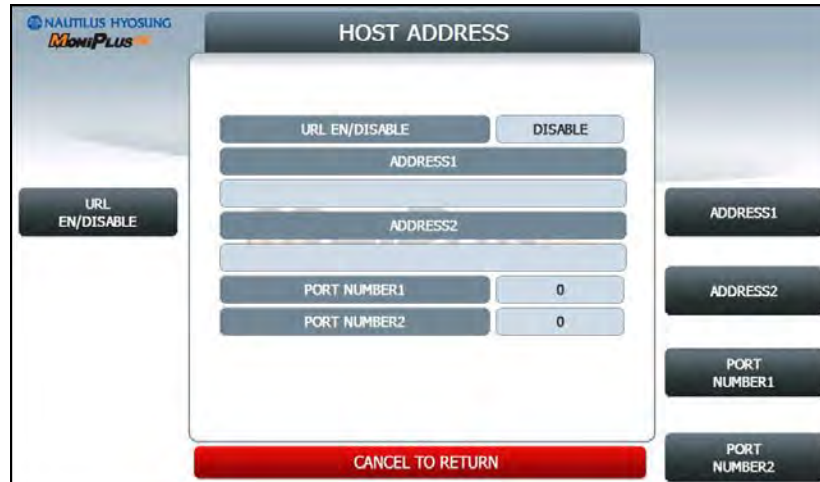 NAUTILUS HYOSUNG
MONIPLUS
HOST ADDRESS
URL EN/DISABLE DISABLE
ADDRESS1
ADDRESS2
PORT NUMBER1 0
PORT NUMBER2 0
URL
EN/DISABLE
ADDRESS1
ADDRESS2
PORT
NUMBER1
PORT
NUMBER2
CANCEL TO RETURN